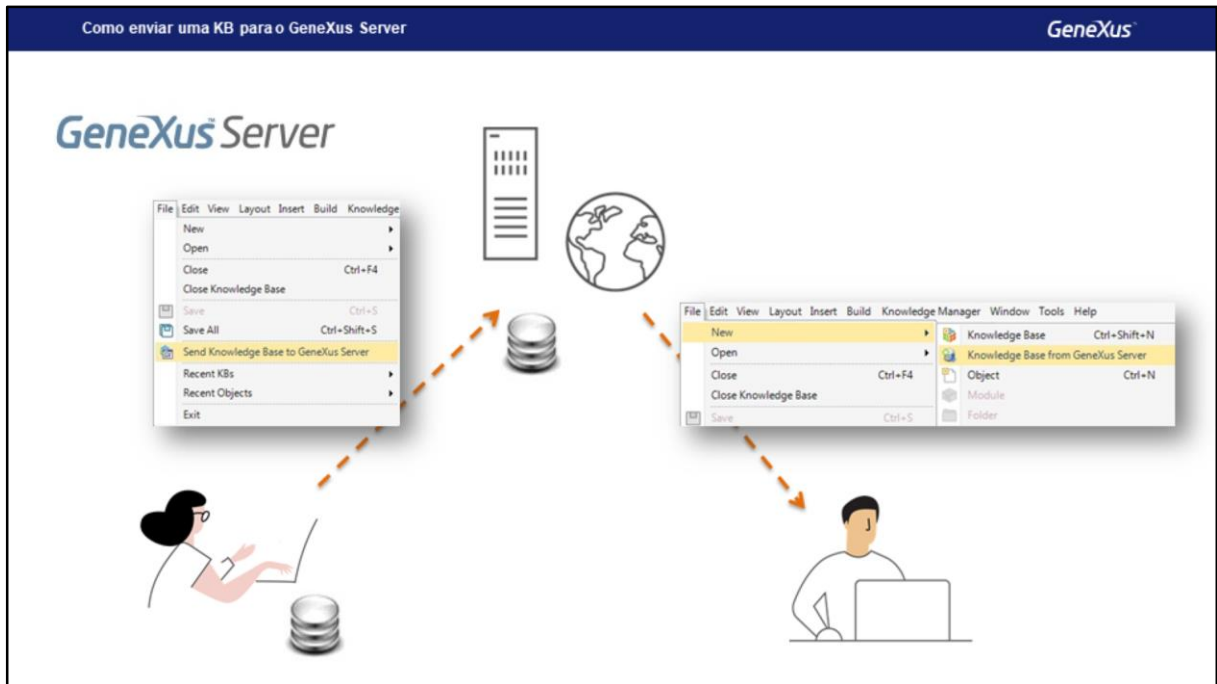 Como enviar uma KB para o GeneXus Server
GeneXus™
GeneXus™ Server
File Edit View Layout Insert Build Knowledge
New
Open
Close Ctrl+F4
Close Knowledge Base
Save Ctrl+S
Save All Ctrl+Shift+S
Send Knowledge Base to GeneXus Server
Recent KBs
Recent Objects
Exit
File Edit View Layout Insert Build Knowledge Manager Window Tools Help
New
Open
Close Ctrl+F4
Close Knowledge Base
Save Ctrl+S
Knowledge Base Ctrl+Shift+N
Knowledge Base from GeneXus Server
Object Ctrl+N
Module
Folder